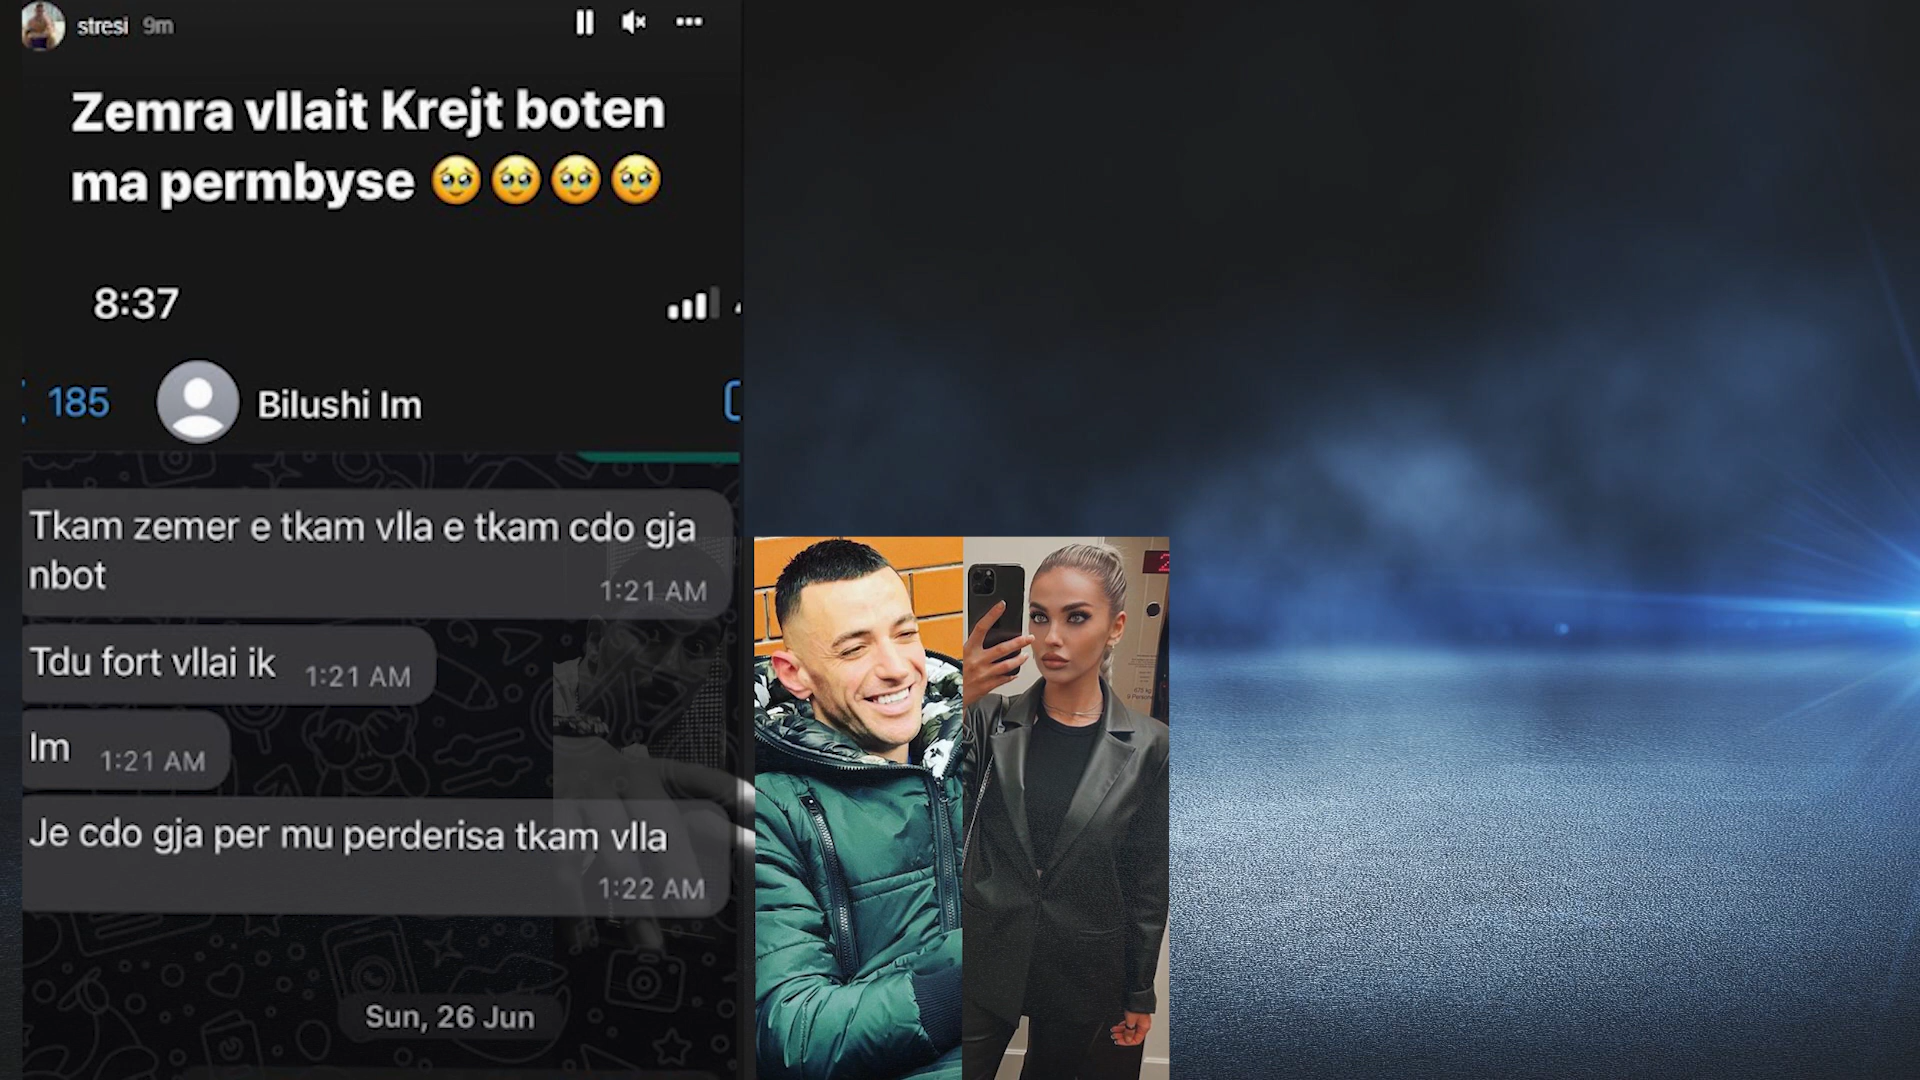 stresi 9m
Zemra vllait Krejt boten
ma permbyse 🥹🥹🥹🥹
8:37
185 Bilushi Im
Tkam zemer e tkam vlla e tkam cdo gja
nbot
1:21 AM
Tdu fort vllai ik 1:21 AM
Im 1:21 AM
Je cdo gja per mu perderisa tkam vlla
1:22 AM
Sun, 26 Jun